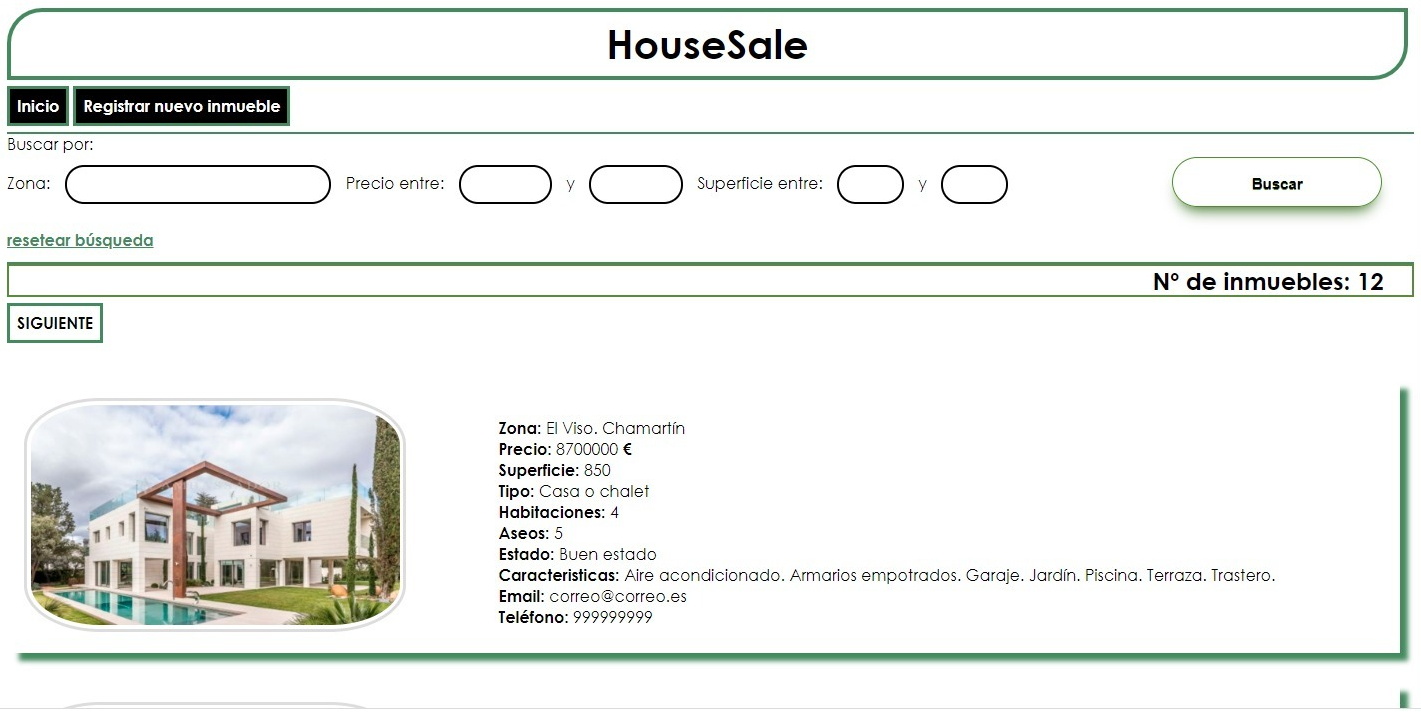 HouseSale
Inicio Registrar nuevo inmueble
Buscar por:
Zona: Precio entre: y Superficie entre: y Buscar
resetear búsqueda
Nº de inmuebles: 12
SIGUIENTE
Zona: El Viso. Chamartín
Precio: 8700000 €
Superficie: 850
Tipo: Casa o chalet
Habitaciones: 4
Aseos: 5
Estado: Buen estado
Caracteristicas: Aire acondicionado. Armarios empotrados. Garaje. Jardín. Piscina. Terraza. Trastero.
Email: correo@correo.es
Teléfono: 999999999